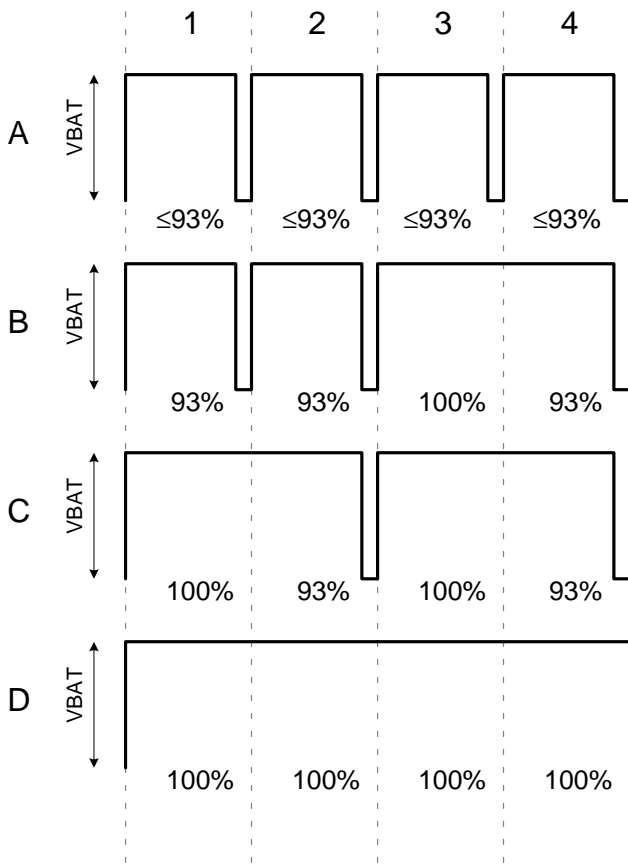 1 2 3 4
A VBAT
≤93% ≤93% ≤93% ≤93%
B VBAT
93% 93% 100% 93%
C VBAT
100% 93% 100% 93%
D VBAT
100% 100% 100% 100%